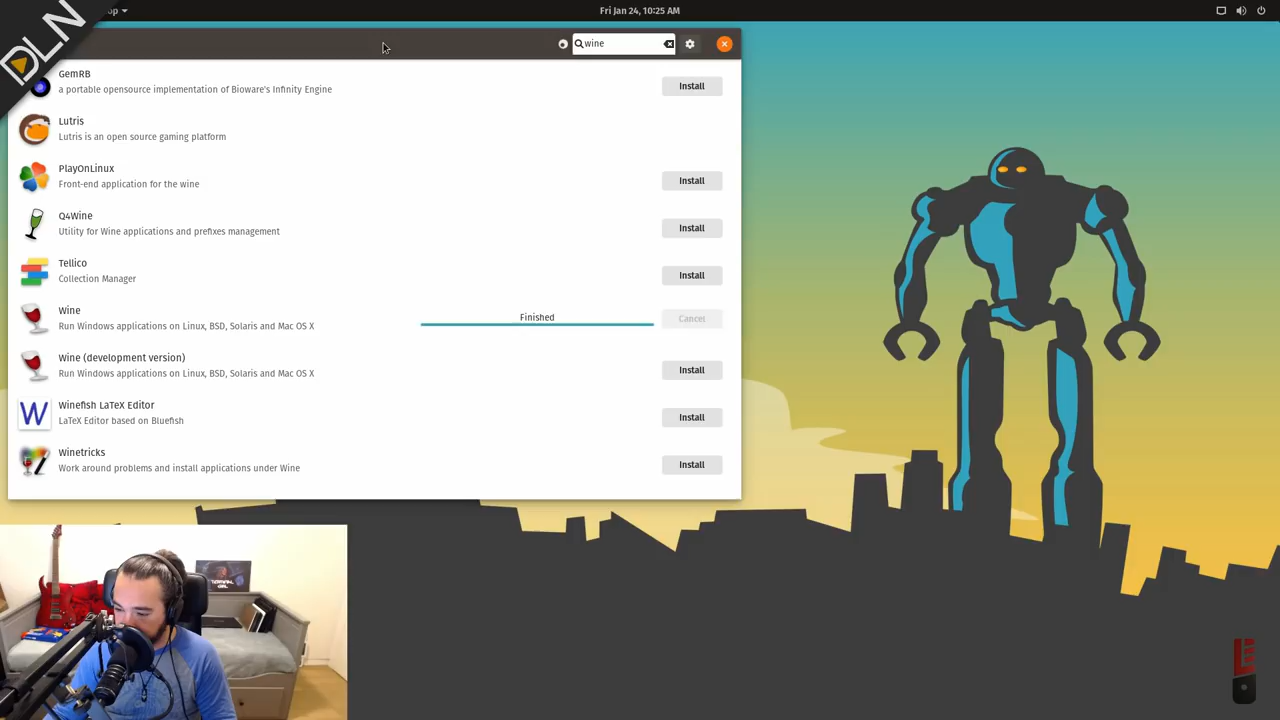 op
Fri Jan 24, 10:25 AM
DLN
wine
GemRB
a portable opensource implementation of Bioware's Infinity Engine
Install
Lutris
Lutris is an open source gaming platform
PlayOnLinux
Front-end application for the wine
Install
Q4Wine
Utility for Wine applications and prefixes management
Install
Tellico
Collection Manager
Install
Wine
Run Windows applications on Linux, BSD, Solaris and Mac OS X
Finished
Cancel
Wine (development version)
Run Windows applications on Linux, BSD, Solaris and Mac OS X
Install
W
Winefish LaTeX Editor
LaTeX Editor based on Bluefish
Install
Winetricks
Work around problems and install applications under Wine
Install